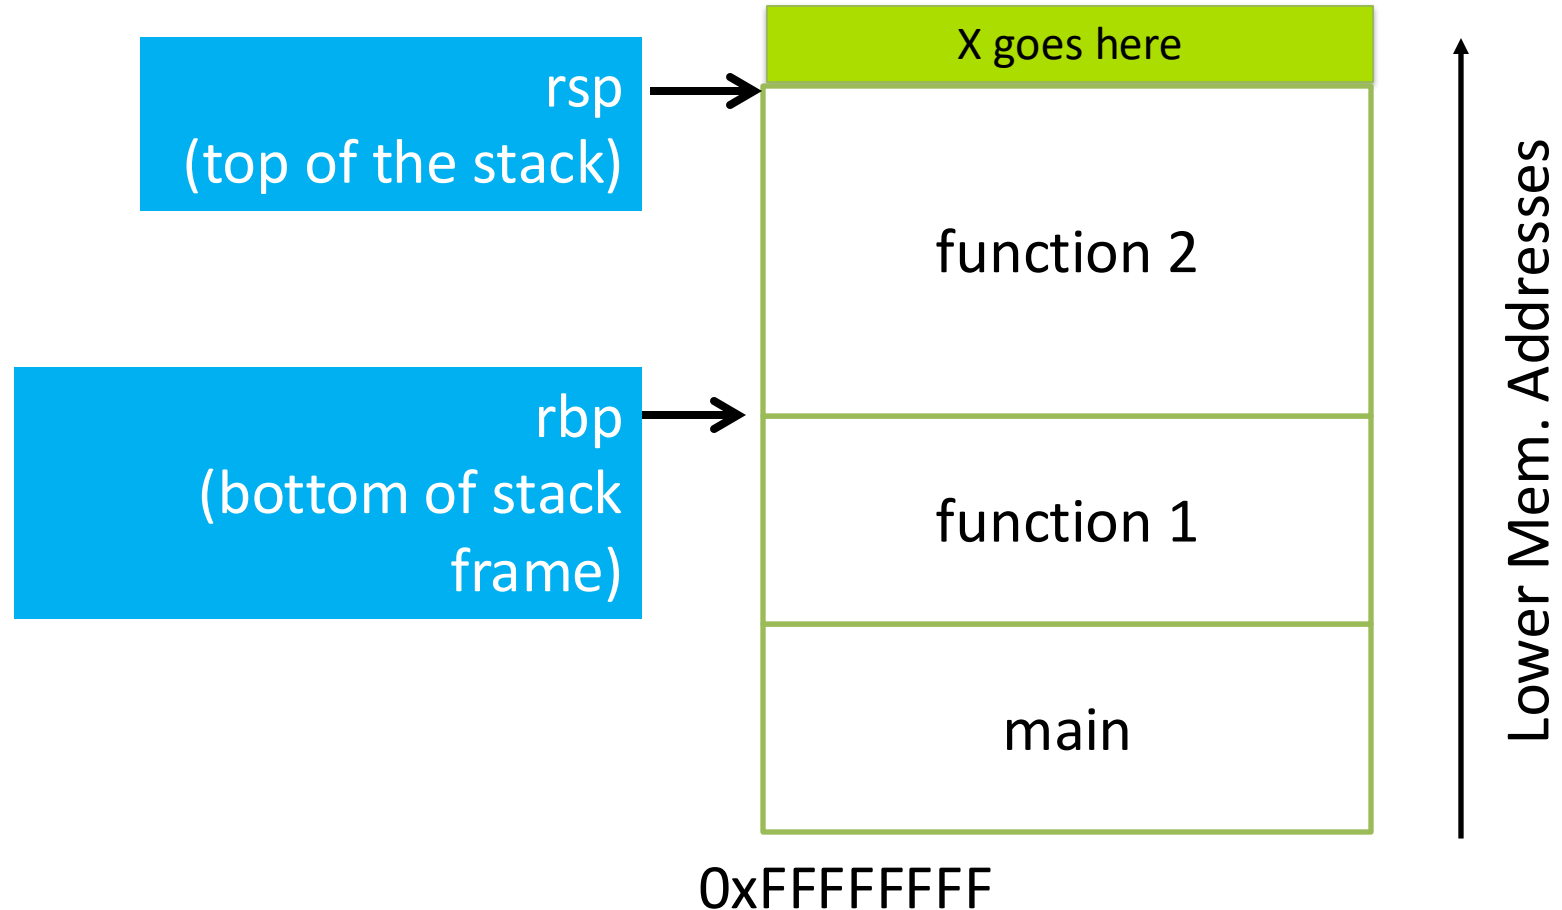 X goes here
rsp
(top of the stack)
function 2
rbp
(bottom of stack
frame)
function 1
main
0xFFFFFFFF
Lower Mem. Addresses